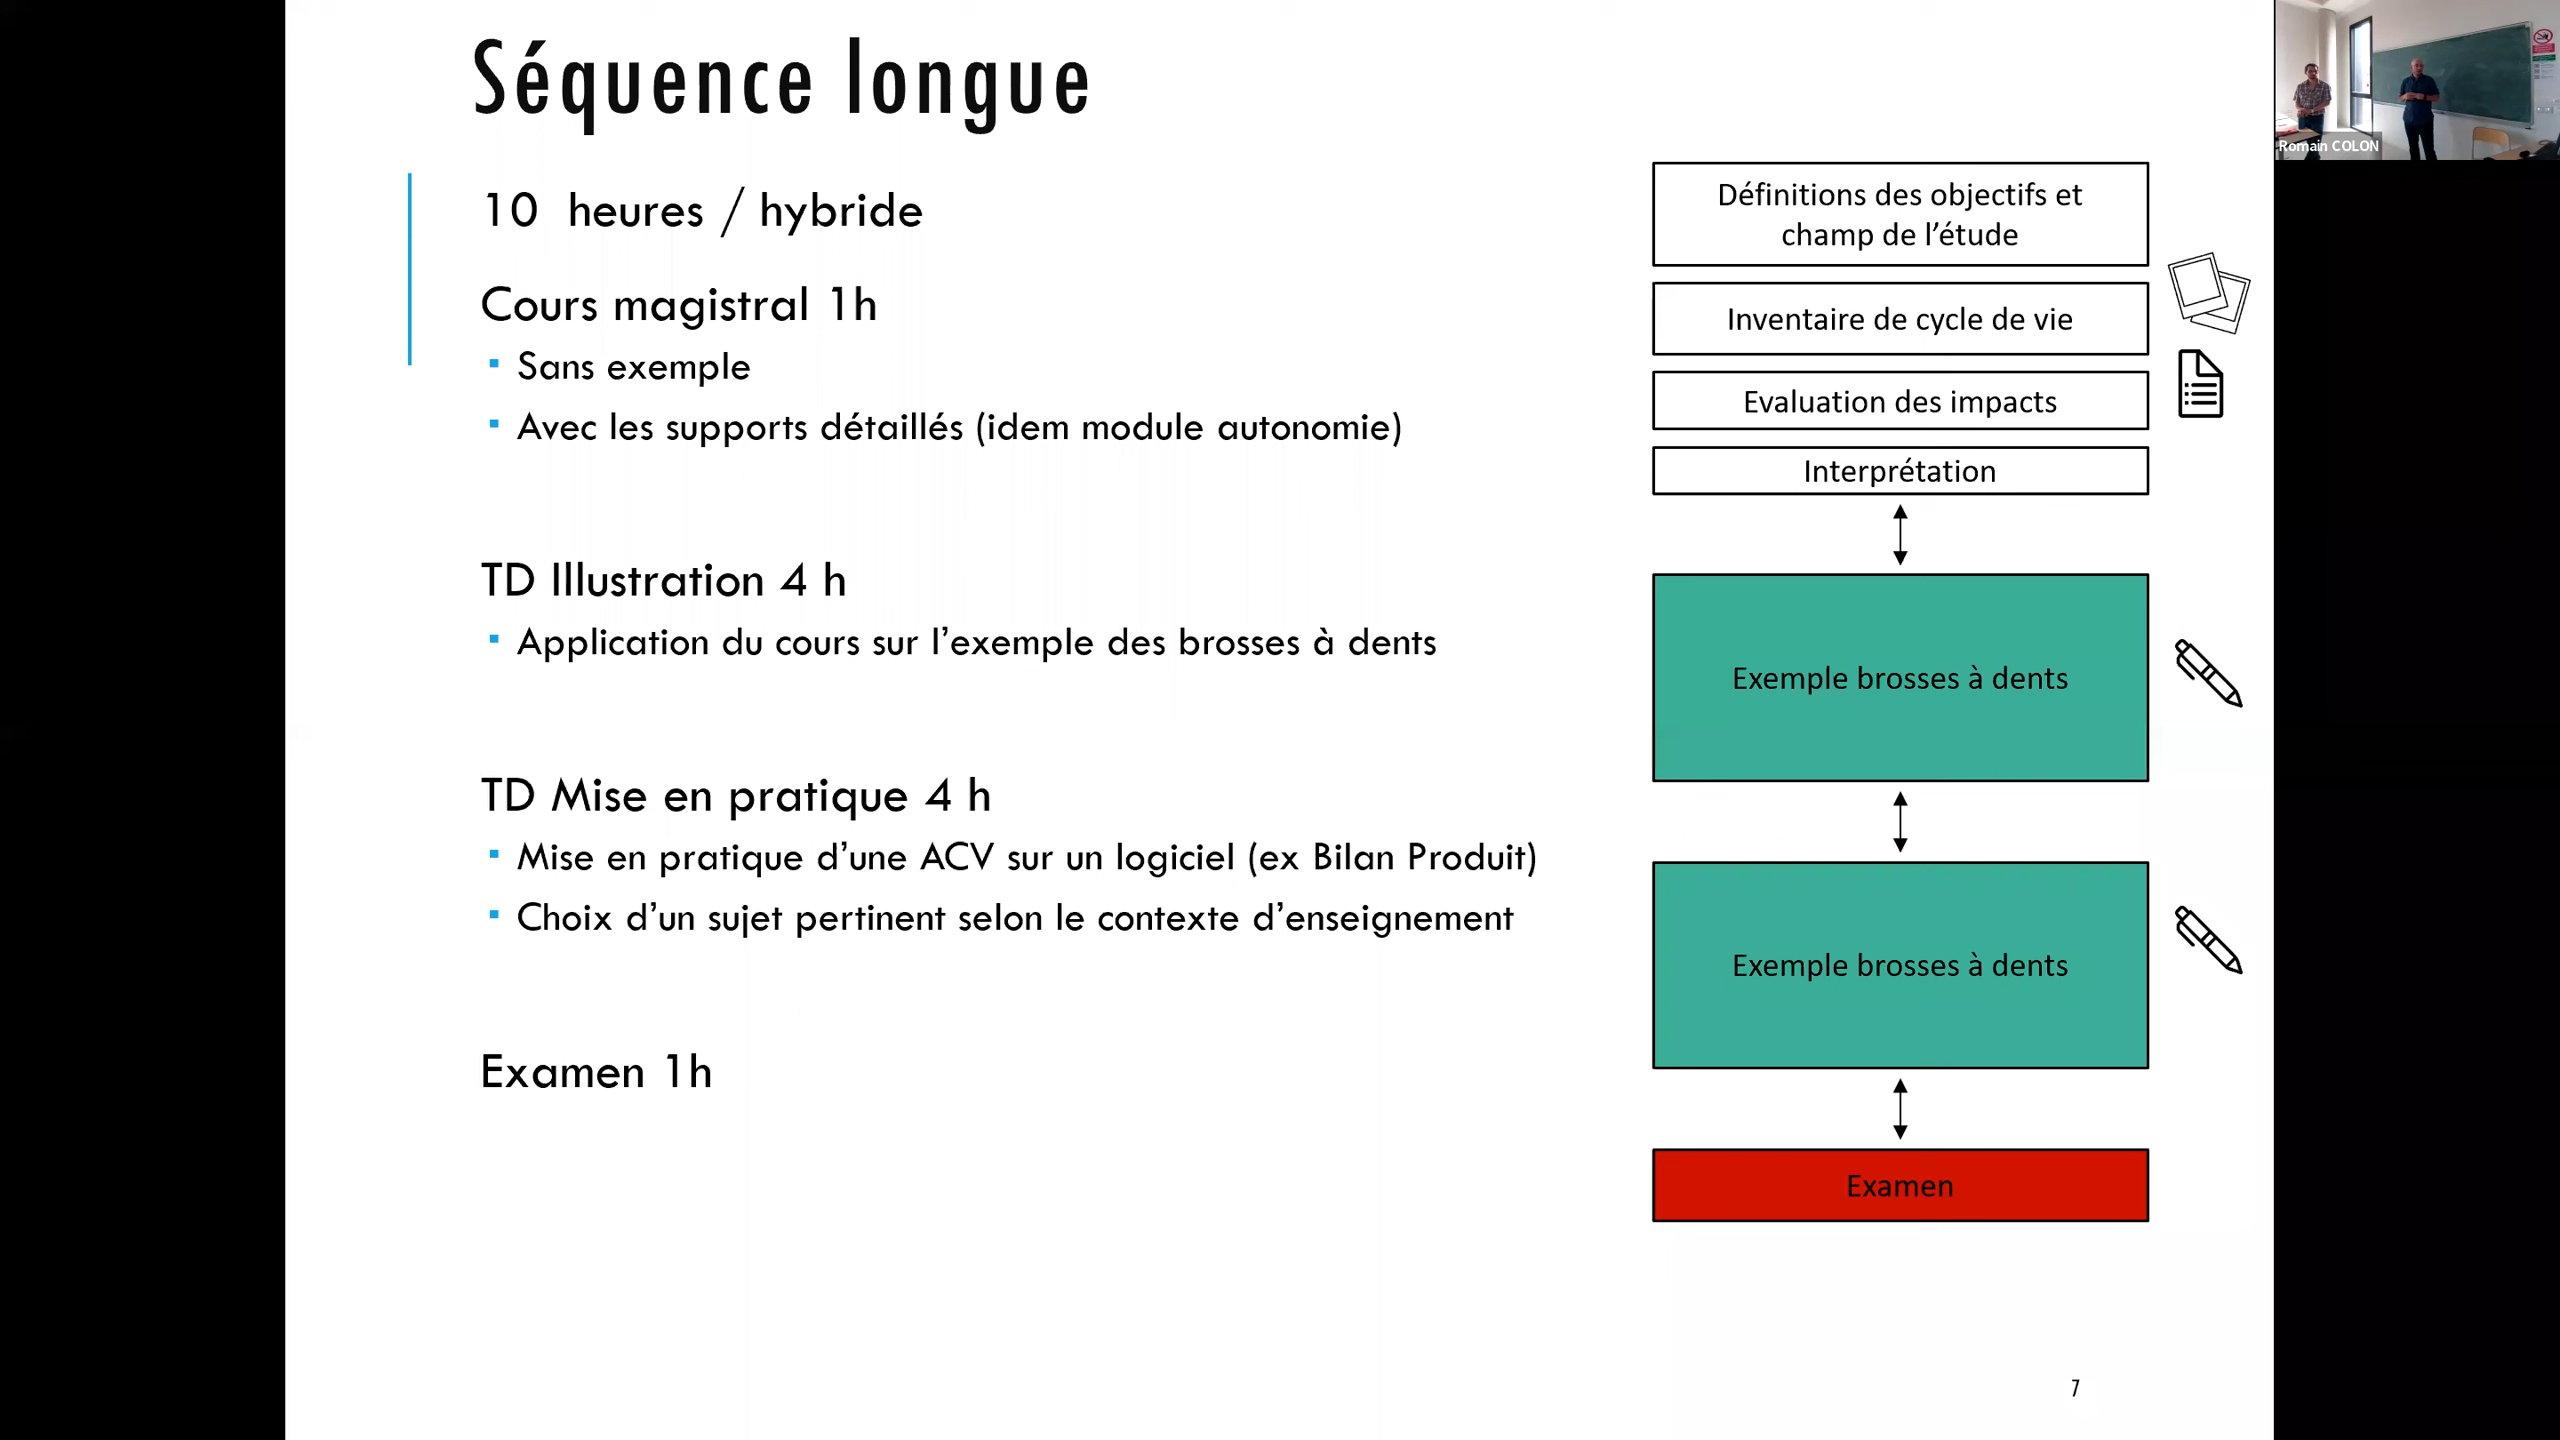 Séquence longue
10 heures / hybride
Cours magistral 1h
Sans exemple
Avec les supports détaillés (idem module autonomie)
TD Illustration 4 h
Application du cours sur l’exemple des brosses à dents
TD Mise en pratique 4 h
Mise en pratique d’une ACV sur un logiciel (ex Bilan Produit)
Choix d’un sujet pertinent selon le contexte d’enseignement
Examen 1h
Définitions des objectifs et
champ de l’étude
Inventaire de cycle de vie
Evaluation des impacts
Interprétation
Exemple brosses à dents
Exemple brosses à dents
Examen
7
Romain COLON